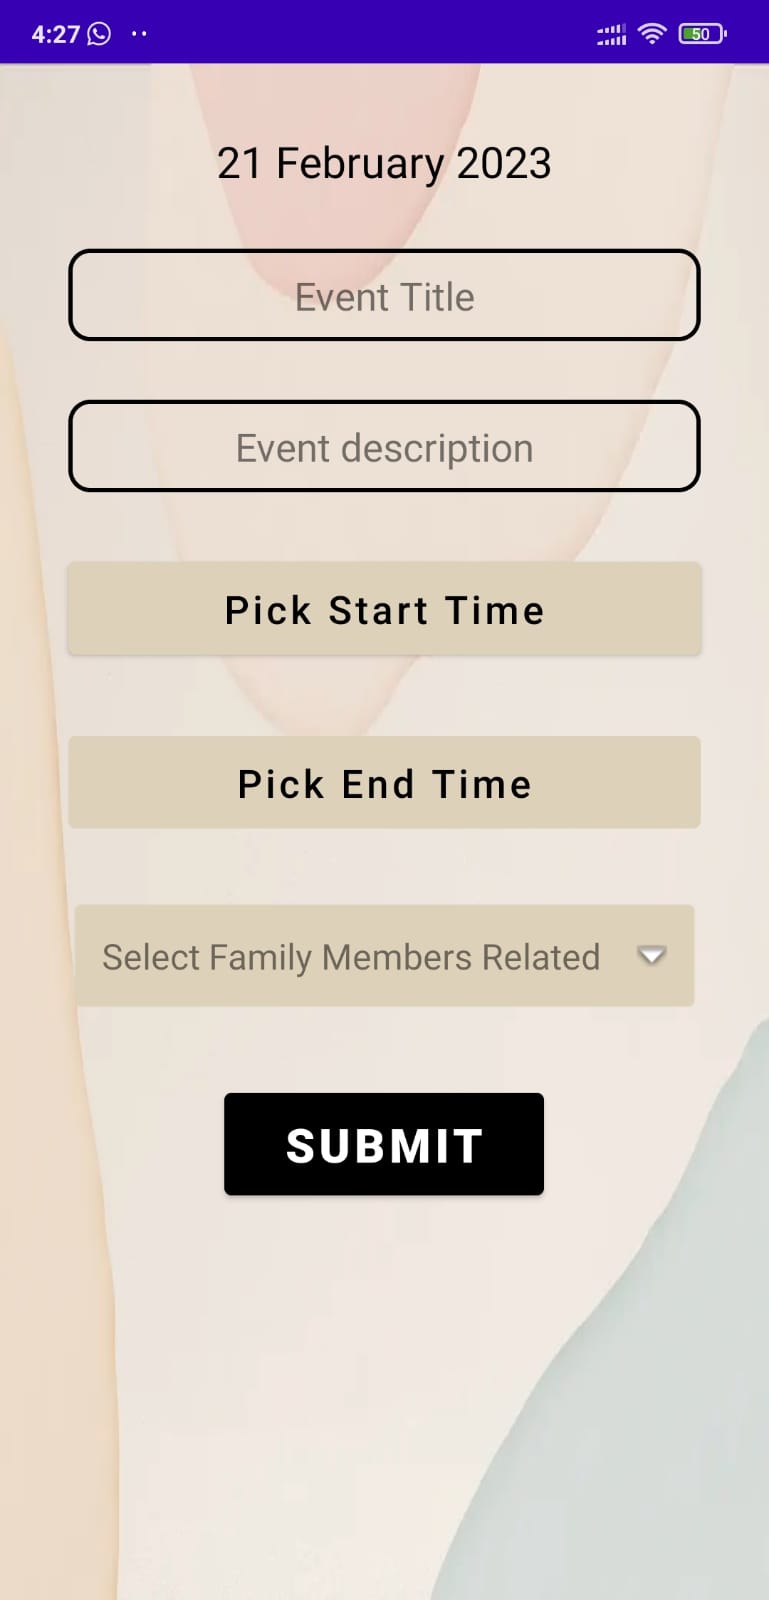 4:27
50
21 February 2023
Event Title
Event description
Pick Start Time
Pick End Time
Select Family Members Related
SUBMIT